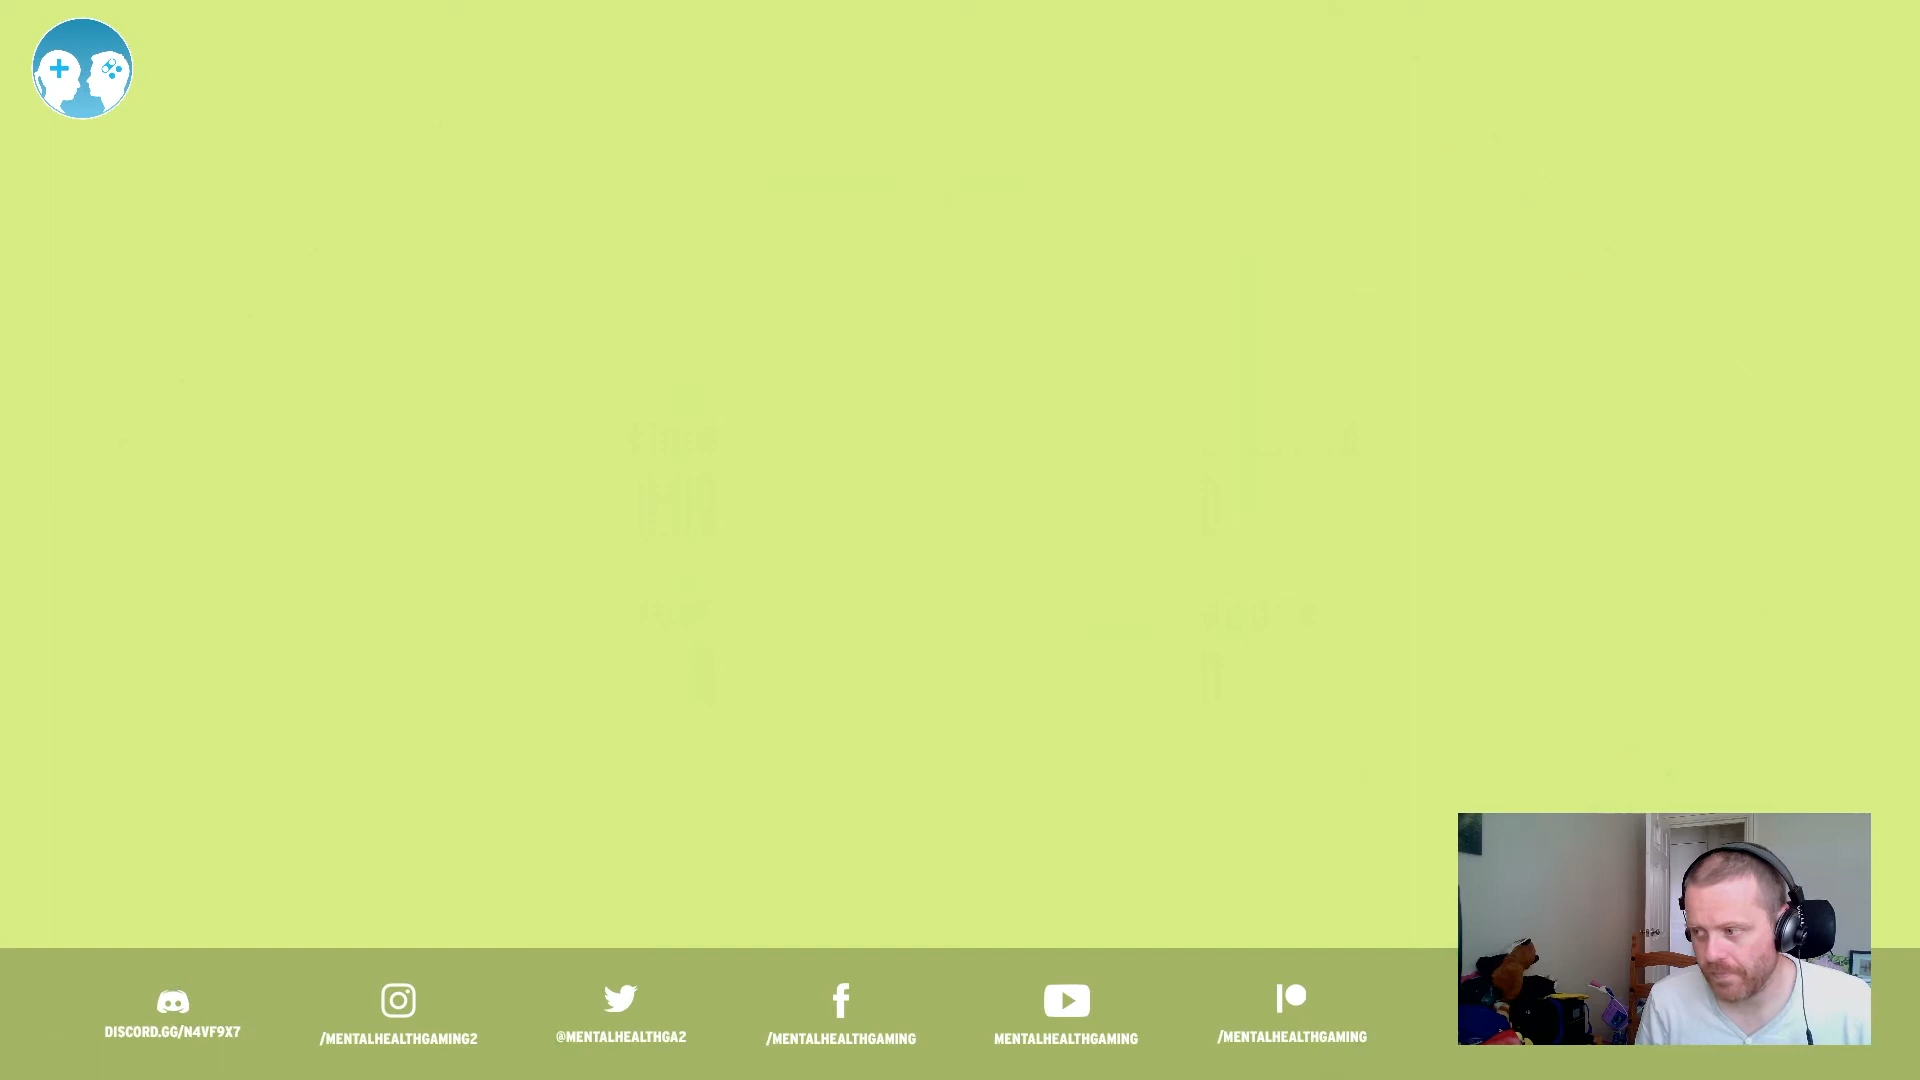 DISCORD.GG/N4VF9X7
/MENTALHEALTHGAMING2
@MENTALHEALTHGA2
/MENTALHEALTHGAMING
MENTALHEALTHGAMING
/MENTALHEALTHGAMING